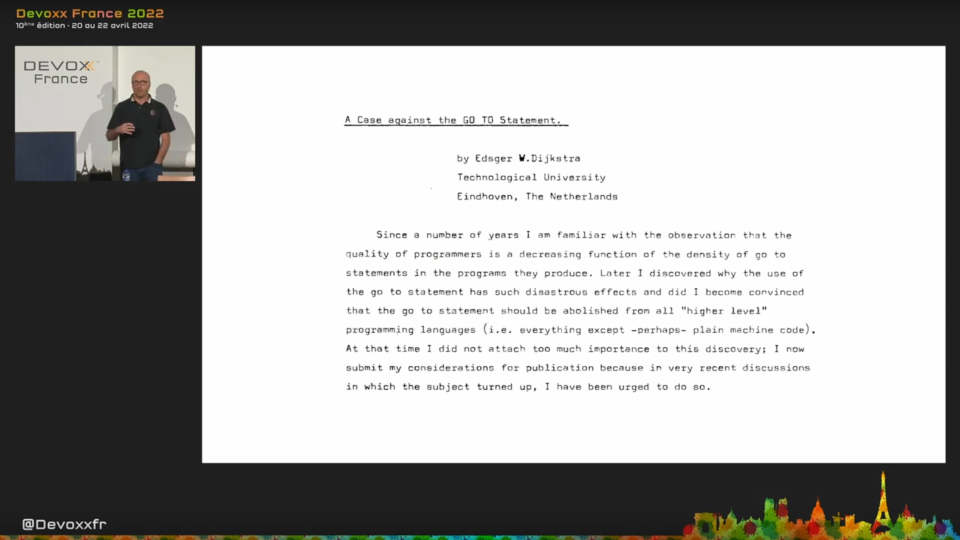 Devoxx France 2022
10ème édition - 20 au 22 avril 2022
DEVOXX
France
A Case against the GO TO Statement.
by Edsger W.Dijkstra
Technological University
Eindhoven, The Netherlands
Since a number of years I am familiar with the observation that the
quality of programmers is a decreasing function of the density of go to
statements in the programs they produce. Later I discovered why the use of
the go to statement has such disastrous effects and did I become convinced
that the go to statement should be abolished from all "higher level"
programming languages (i.e. everything except -perhaps- plain machine code).
At that time I did not attach too much importance to this discovery; I now
submit my considerations for publication because in very recent discussions
in which the subject turned up, I have been urged to do so.
@Devoxxfr